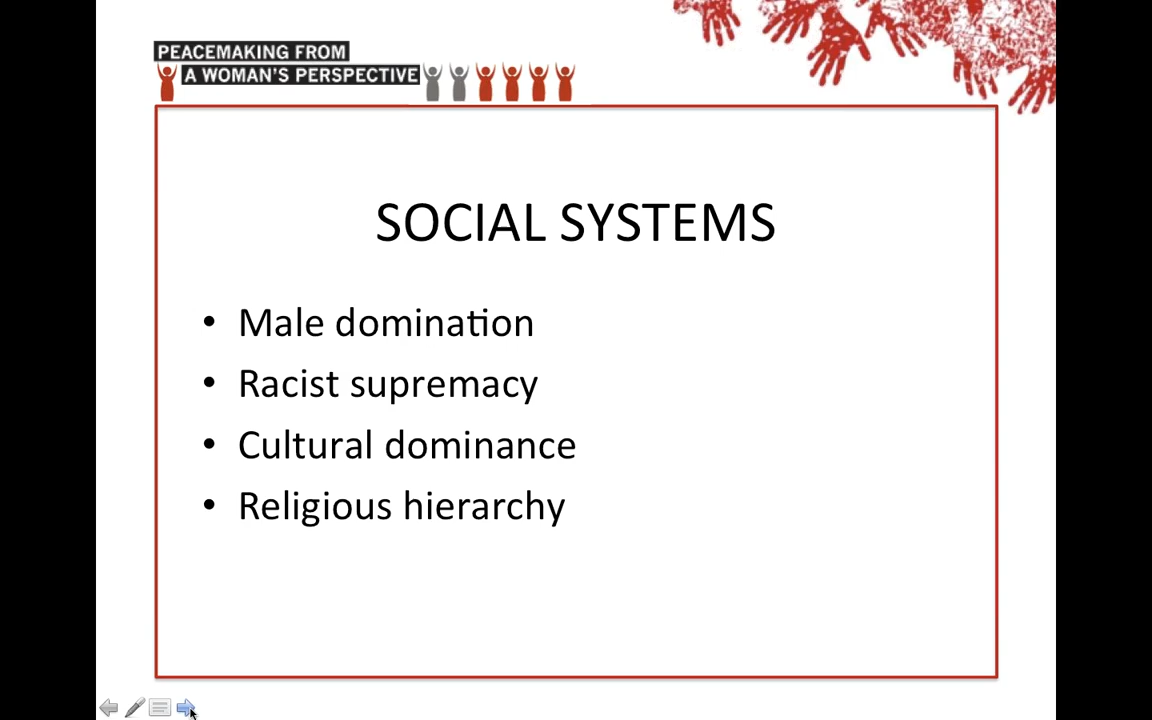 PEACEMAKING FROM
A WOMAN'S PERSPECTIVE
SOCIAL SYSTEMS
• Male domination
• Racist supremacy
• Cultural dominance
• Religious hierarchy